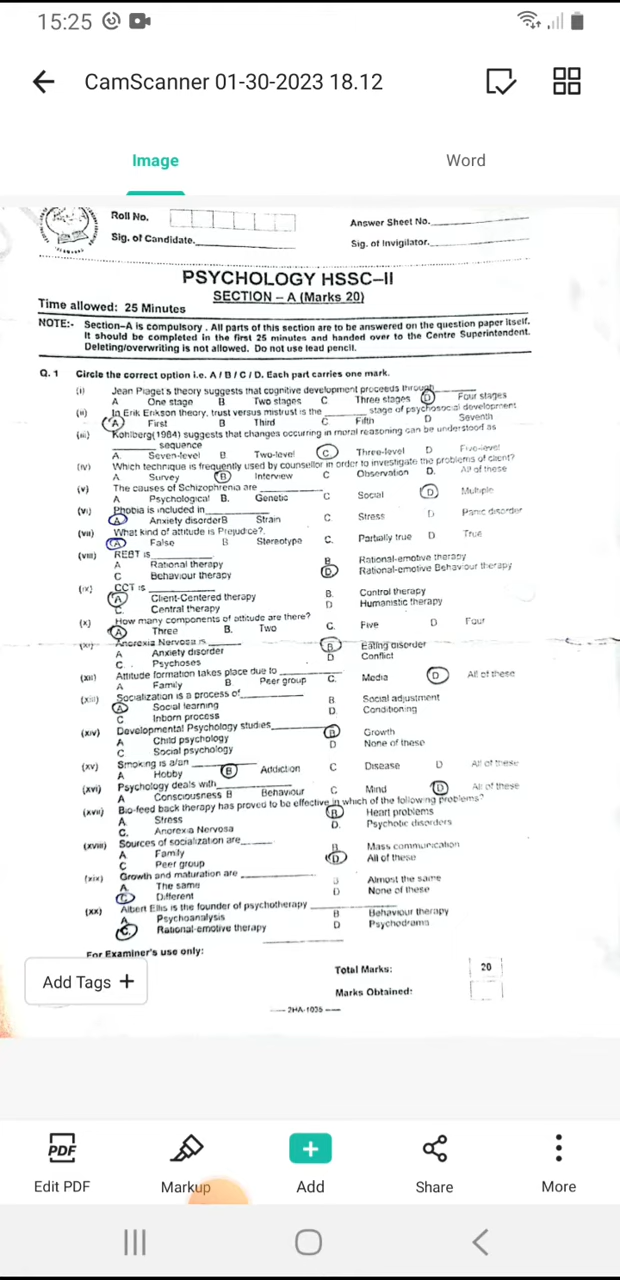 15:25
CamScanner 01-30-2023 18.12
Image Word
Roll No. Answer Sheet No.
Sig. of Candidate. Sig. of Invigilator.
PSYCHOLOGY HSSC–II
SECTION – A (Marks 20)
Time allowed: 25 Minutes
NOTE:- Section–A is compulsory . All parts of this section are to be answered on the question paper itself.
It should be completed in the first 25 minutes and handed over to the Centre Superintendent.
Deleting/overwriting is not allowed. Do not use lead pencil.
Q. 1 Circle the correct option i.e. A / B / C / D. Each part carries one mark.
(i) Jean Piaget's theory suggests that cognitive development proceeds through
A One stage B Two stages C Three stages D Four stages
(ii) In Erik Erikson theory, trust versus mistrust is the stage of psychosocial development
A First B Third C Fifth D Seventh
(iii) Kohlberg(1984) suggests that changes occurring in moral reasoning can be understood as
sequence
A. Seven-level B Two-level C Three-level D Five-level
(iv) Which technique is frequently used by counsellor in order to investigate the problems of client?
A Survey B Interview C Observation D. All of these
(v) The causes of Schizophrenia are
A Psychological B. Genetic C Social D Multiple
(vi) Phobia is included in
A Anxiety disorder B Strain C. Stress D Panic disorder
(vii) What kind of attitude is Prejudice?
A False B Stereotype C. Partially true D True
(viii) REBT is
A Rational therapy B Rational-emotive therapy
C Behaviour therapy D Rational-emotive Behaviour therapy
(ix) CCT is
A Client-Centered therapy B. Control therapy
C. Central therapy D Humanistic therapy
(x) How many components of attitude are there?
A Three B. Two C. Five D Four
(xi) Anorexia Nervosa is
A Anxiety disorder B Eating disorder
C. Psychoses D Conflict
(xii) Attitude formation takes place due to
A Family B Peer group C. Media D All of these
(xiii) Socialization is a process of
A Social learning B Social adjustment
C Inborn process D. Conditioning
(xiv) Developmental Psychology studies
A Child psychology B Growth
C Social psychology D None of these
(xv) Smoking is a/an
A Hobby B Addiction C Disease D All of these
(xvi) Psychology deals with
A Consciousness B Behaviour C Mind D All of these
(xvii) Bio-feed back therapy has proved to be effective in which of the following problems?
A Stress B Heart problems
C. Anorexia Nervosa D. Psychotic disorders
(xviii) Sources of socialization are
A Family B Mass communication
C Peer group D All of these
(xix) Growth and maturation are
A The same B Almost the same
C Different D None of these
(xx) Albert Ellis is the founder of psychotherapy
A Psychoanalysis B Behaviour therapy
C. Rational-emotive therapy D Psychodrama
For Examiner's use only:
Total Marks: 20
Marks Obtained:
Add Tags +
PDF
Edit PDF Markup Add Share More